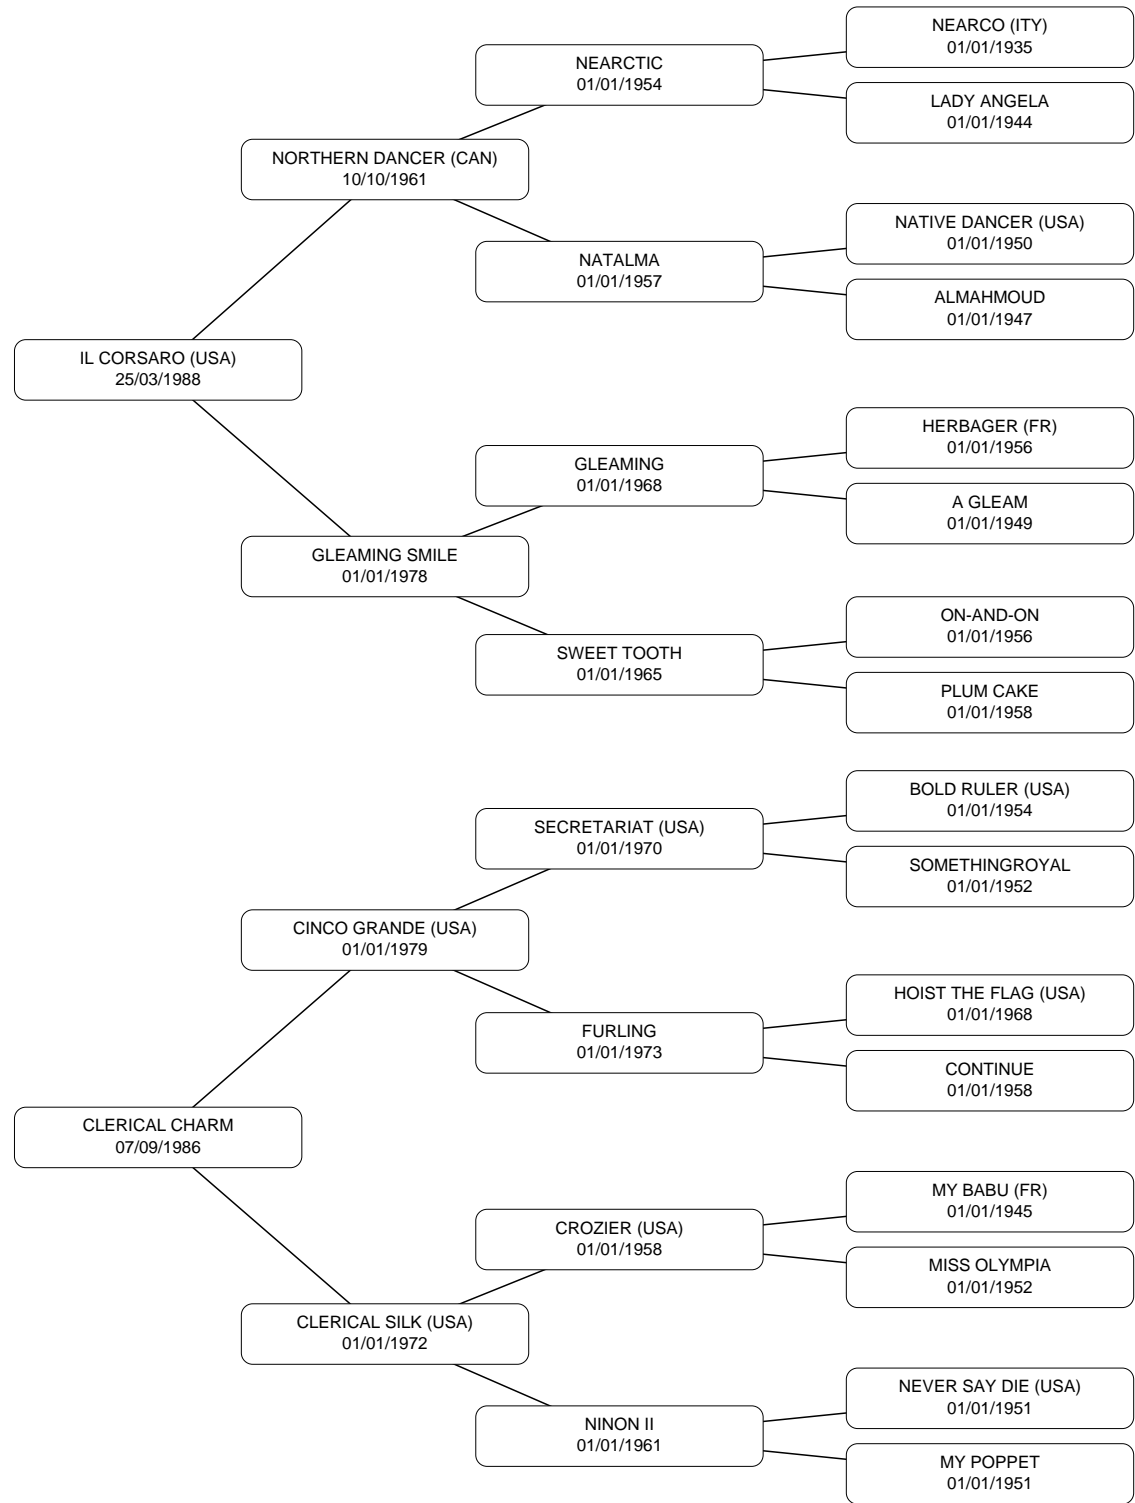 NEARCO (ITY)
01/01/1935
NEARCTIC
01/01/1954
LADY ANGELA
01/01/1944
NORTHERN DANCER (CAN)
10/10/1961
NATIVE DANCER (USA)
01/01/1950
NATALMA
01/01/1957
ALMAHMOUD
01/01/1947
IL CORSARO (USA)
25/03/1988
HERBAGER (FR)
01/01/1956
GLEAMING
01/01/1968
A GLEAM
01/01/1949
GLEAMING SMILE
01/01/1978
ON-AND-ON
01/01/1956
SWEET TOOTH
01/01/1965
PLUM CAKE
01/01/1958
BOLD RULER (USA)
01/01/1954
SECRETARIAT (USA)
01/01/1970
SOMETHINGROYAL
01/01/1952
CINCO GRANDE (USA)
01/01/1979
HOIST THE FLAG (USA)
01/01/1968
FURLING
01/01/1973
CONTINUE
01/01/1958
CLERICAL CHARM
07/09/1986
MY BABU (FR)
01/01/1945
CROZIER (USA)
01/01/1958
MISS OLYMPIA
01/01/1952
CLERICAL SILK (USA)
01/01/1972
NEVER SAY DIE (USA)
01/01/1951
NINON II
01/01/1961
MY POPPET
01/01/1951